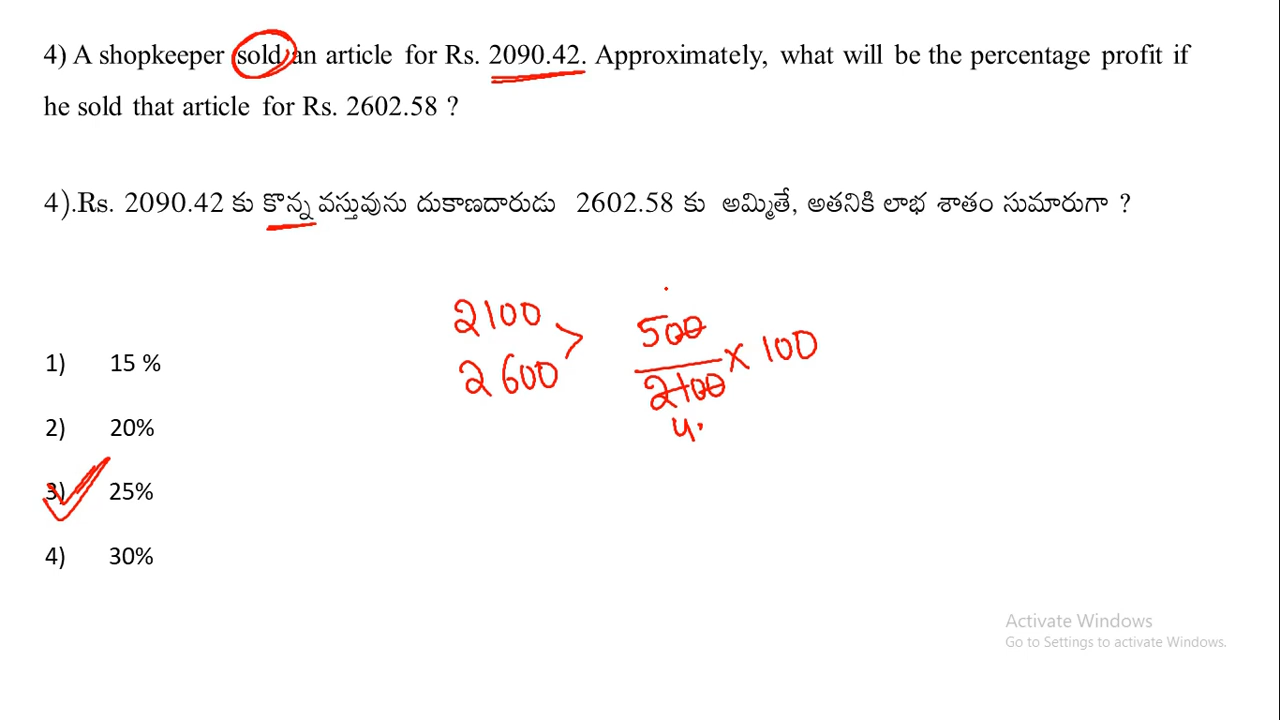 4) A shopkeeper sold an article for Rs. 2090.42. Approximately, what will be the percentage profit if
he sold that article for Rs. 2602.58 ?
4).Rs. 2090.42 కు కొన్న వస్తువును దుకాణదారుడు 2602.58 కు అమ్మితే, అతనికి లాభ శాతం సుమారుగా ?
2100
2600
500
2100
× 100
4.
1) 15 %
2) 20%
3) 25%
4) 30%
Activate Windows
Go to Settings to activate Windows.